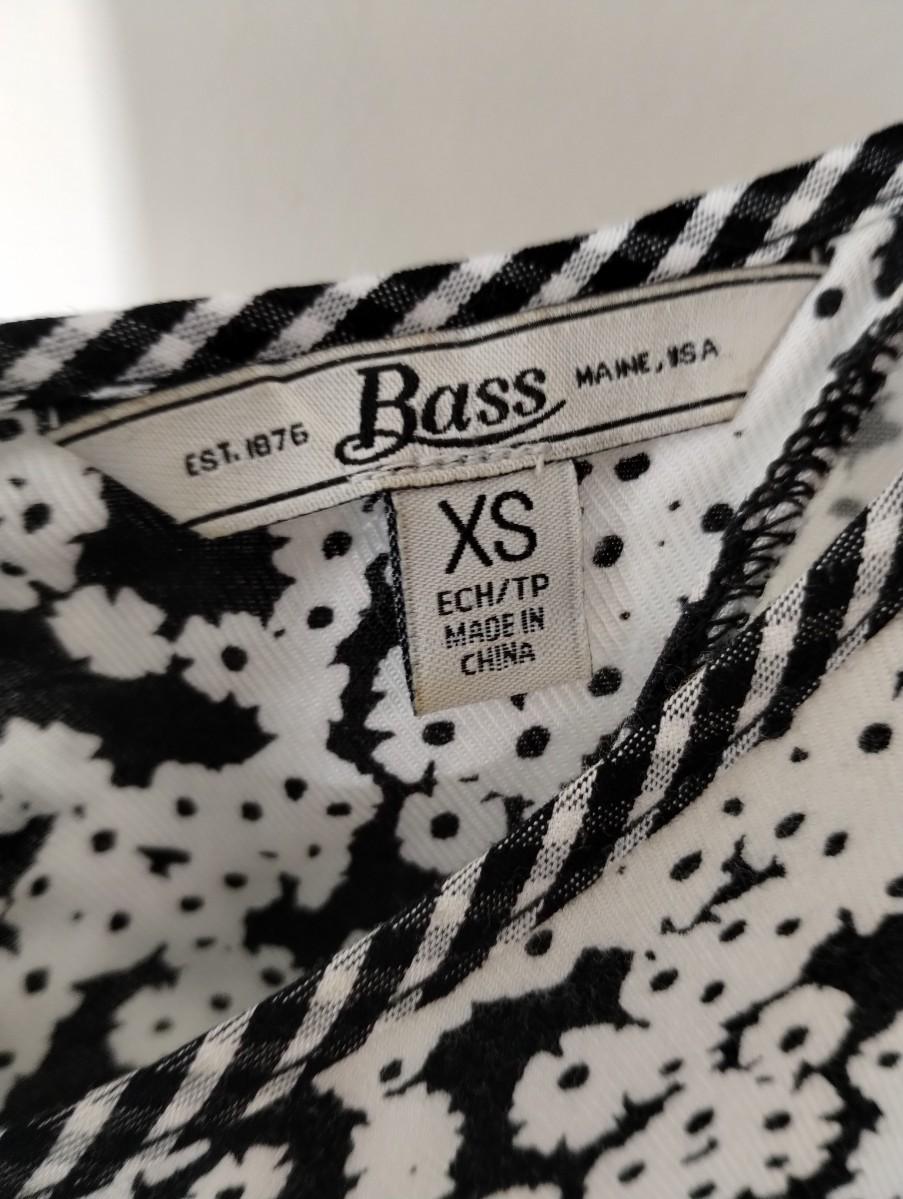 EST. 1876 Bass MAINE, USA
XS
ECH/TP
MADE IN
CHINA